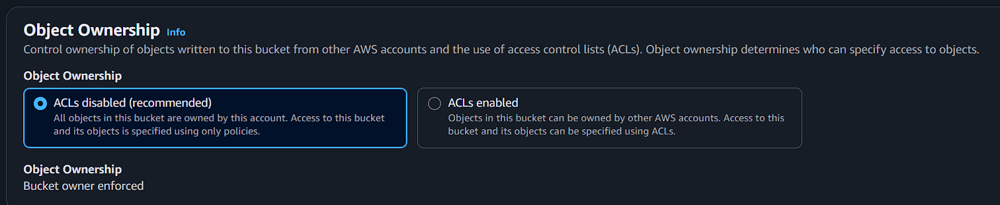 Object Ownership Info
Control ownership of objects written to this bucket from other AWS accounts and the use of access control lists (ACLs). Object ownership determines who can specify access to objects.
Object Ownership
ACLs disabled (recommended)
All objects in this bucket are owned by this account. Access to this bucket
and its objects is specified using only policies.
ACLs enabled
Objects in this bucket can be owned by other AWS accounts. Access to this
bucket and its objects can be specified using ACLs.
Object Ownership
Bucket owner enforced